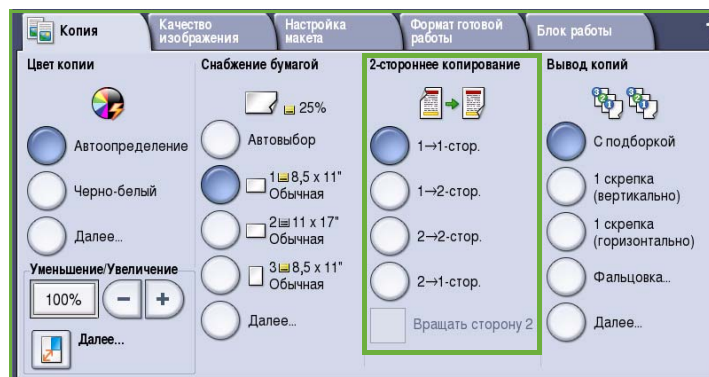 Копия
Качество
изображения
Настройка
макета
Формат готовой
работы
Блок работы
Цвет копии
Автоопределение
Черно-белый
Далее...
Уменьшение/Увеличение
100%
Далее...
Снабжение бумагой
25%
Автовыбор
1 8,5 x 11"
Обычная
2 11 x 17"
Обычная
3 8,5 x 11"
Обычная
Далее...
2-стороннее копирование
1→1-стор.
1→2-стор.
2→2-стор.
2→1-стор.
Вращать сторону 2
Вывод копий
С подборкой
1 скрепка
(вертикально)
1 скрепка
(горизонтально)
Фальцовка...
Далее...